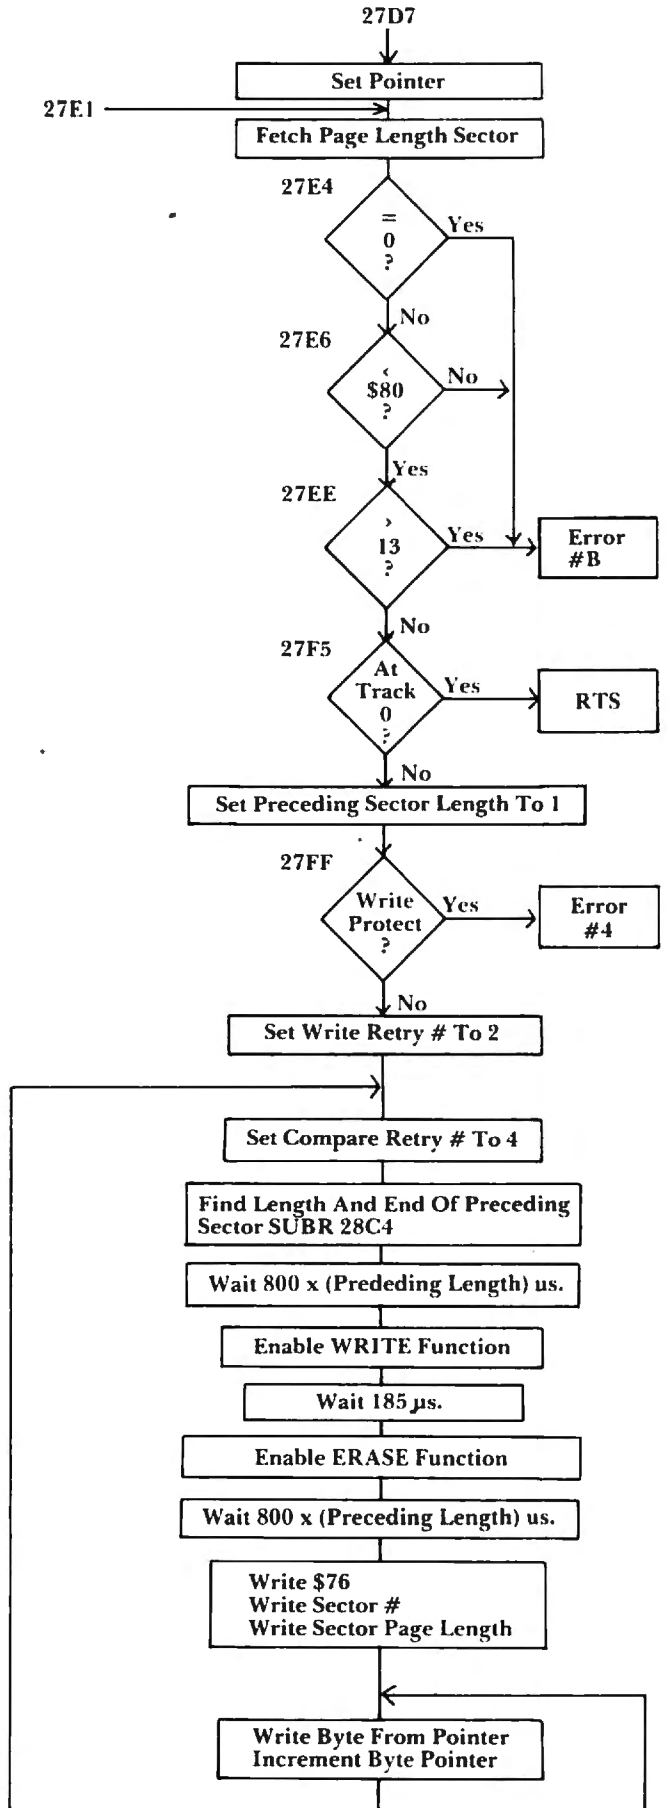 27D7
Set Pointer
27E1
Fetch Page Length Sector
27E4
=
0
?
Yes
No
27E6
<
$80
?
No
Yes
27EE
>
13
?
Yes
Error
#B
No
27F5
At
Track
0
?
Yes
RTS
No
Set Preceding Sector Length To 1
27FF
Write
Protect
?
Yes
Error
#4
No
Set Write Retry # To 2
Set Compare Retry # To 4
Find Length And End Of Preceding
Sector SUBR 28C4
Wait 800 x (Prededing Length) us.
Enable WRITE Function
Wait 185 µs.
Enable ERASE Function
Wait 800 x (Preceding Length) us.
Write $76
Write Sector #
Write Sector Page Length
Write Byte From Pointer
Increment Byte Pointer